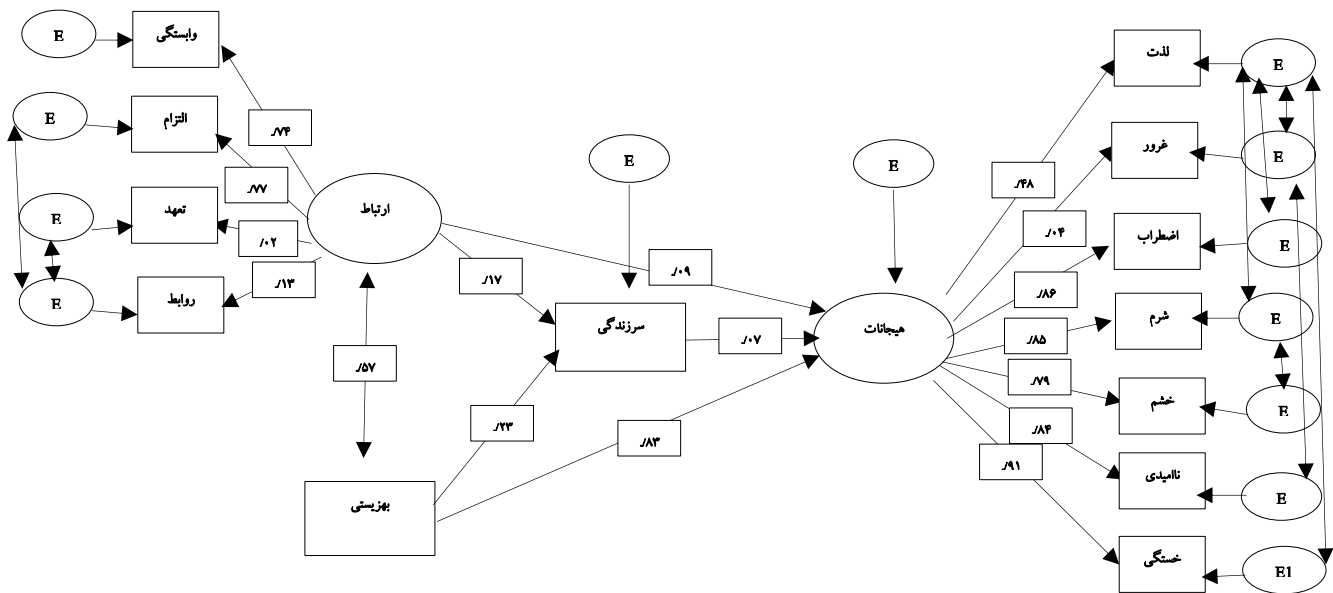 E
وابستگی
E
التزام
E
تعهد
E
روابط
./۷۴
./۷۷
./۰۲
./۱۳
ارتباط
./۵۷
بهزیستی
./۱۷
./۲۳
E
سرزندگی
./۰۹
./۰۷
./۸۳
E
هیجانات
./۴۸
./۰۴
./۸۶
./۸۵
./۷۹
./۸۴
./۹۱
لذت
E
غرور
E
اضطراب
E
شرم
E
خشم
E
ناامیدی
E
خستگی
E1